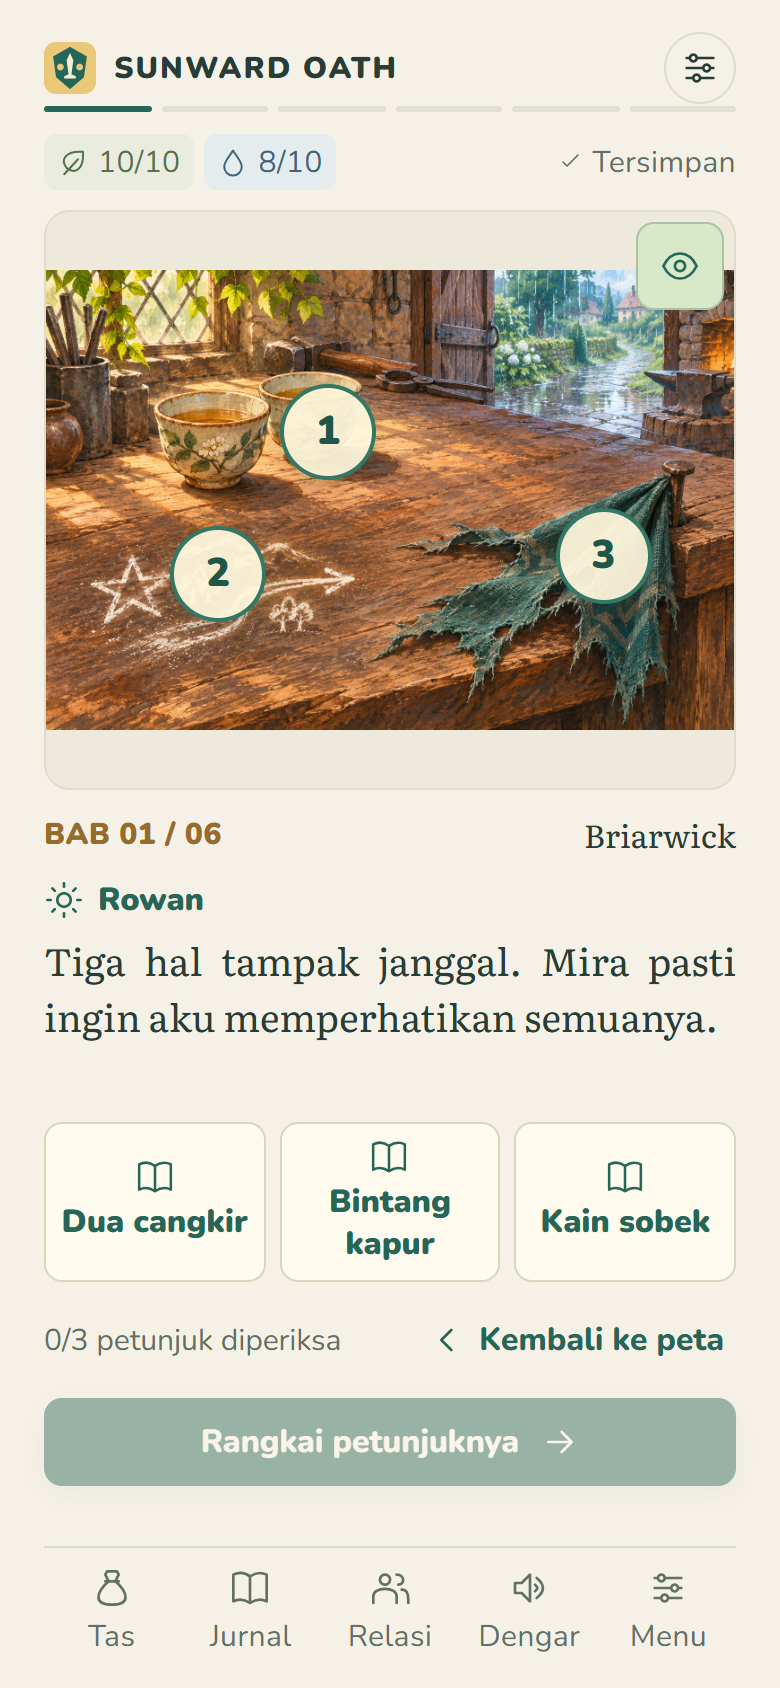 SUNWARD OATH
10/10
8/10
Tersimpan
1
2
3
BAB 01 / 06
Briarwick
Rowan
Tiga hal tampak janggal. Mira pasti
ingin aku memperhatikan semuanya.
Dua cangkir
Bintang
kapur
Kain sobek
0/3 petunjuk diperiksa
Kembali ke peta
Rangkai petunjuknya
Tas
Jurnal
Relasi
Dengar
Menu